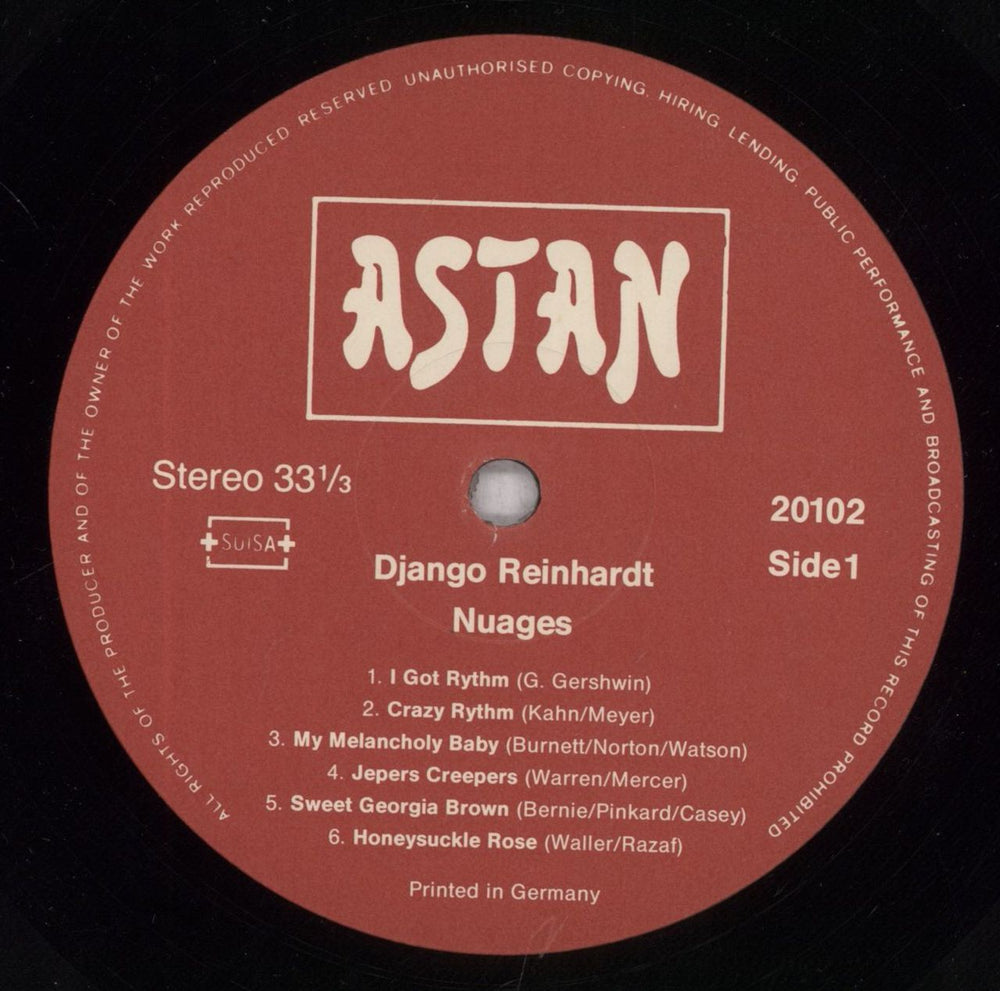 ALL RIGHTS OF THE PRODUCER AND OF THE OWNER OF THE WORK REPRODUCED RESERVED UNAUTHORISED COPYING, HIRING, LENDING, PUBLIC PERFORMANCE AND BROADCASTING OF THIS RECORD PROHIBITED
ASTAN
Stereo 33⅓
SUISA
20102
Side 1
Django Reinhardt
Nuages
1. I Got Rythm (G. Gershwin)
2. Crazy Rythm (Kahn/Meyer)
3. My Melancholy Baby (Burnett/Norton/Watson)
4. Jepers Creepers (Warren/Mercer)
5. Sweet Georgia Brown (Bernie/Pinkard/Casey)
6. Honeysuckle Rose (Waller/Razaf)
Printed in Germany